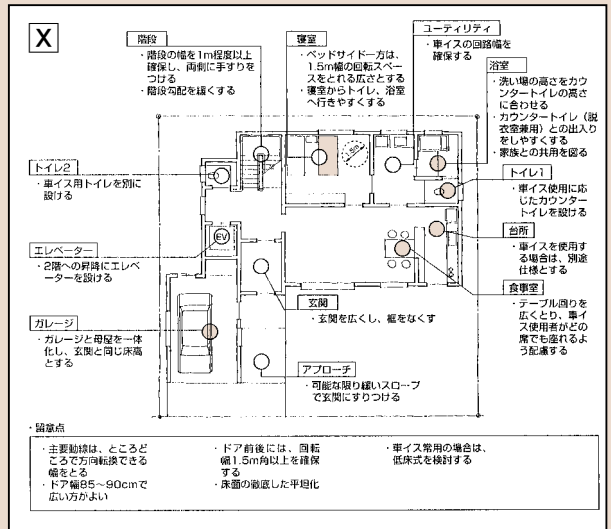 X
階段
・階段の幅を1m程度以上
確保し、両側に手すりを
つける
・階段勾配を緩くする
寝室
・ベッドサイド一方は、
1.5m幅の回転スペー
スをとれる広さとする
・寝室からトイレ、浴室
へ行きやすくする
ユーティリティ
・車イスの回路幅を
確保する
浴室
・洗い場の高さをカウ
ンタートイレの高さ
に合わせる
・カウンタートイレ（脱
衣室兼用）との出入り
をしやすくする
・家族との共用を図る
トイレ2
・車イス用トイレを別に
設ける
トイレ1
・車イス使用に応
じたカウンター
トイレを設ける
台所
・車イスを使用す
る場合は、別途
仕様とする
エレベーター
・2階への昇降にエレベ
ーターを設ける
EV
1.5m
食事室
・テーブル回りを
広くとり、車イ
ス使用者がどの
席でも座れるよ
う配慮する
玄関
・玄関を広くし、框をなくす
ガレージ
・ガレージと母屋を一体
化し、玄関と同じ床高
とする
アプローチ
・可能な限り緩いスロープ
で玄関にすりつける
・留意点
・主要動線は、ところど
ころで方向転換できる
幅をとる
・ドア幅85～90cmで
広い方がよい
・ドア前後には、回転
幅1.5m角以上を確保
する
・床面の徹底した平坦化
・車イス常用の場合は、
低床式を検討する